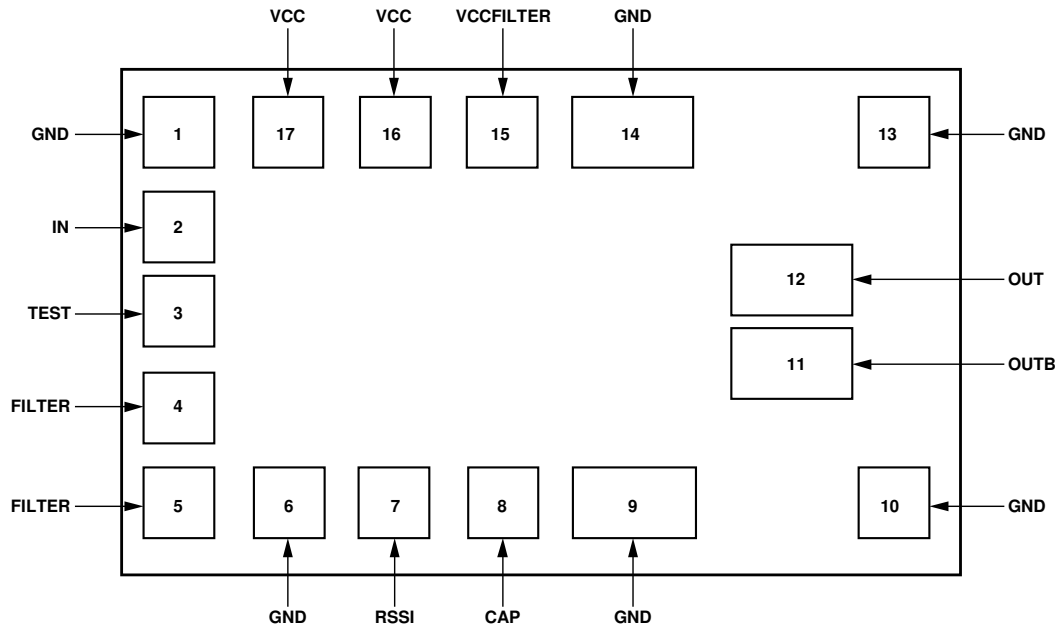 VCC VCC VCCFILTER GND
GND 1 17 16 15 14 13 GND
IN 2
TEST 3
12 OUT
11 OUTB
FILTER 4
FILTER 5 6 7 8 9 10 GND
GND RSSI CAP GND